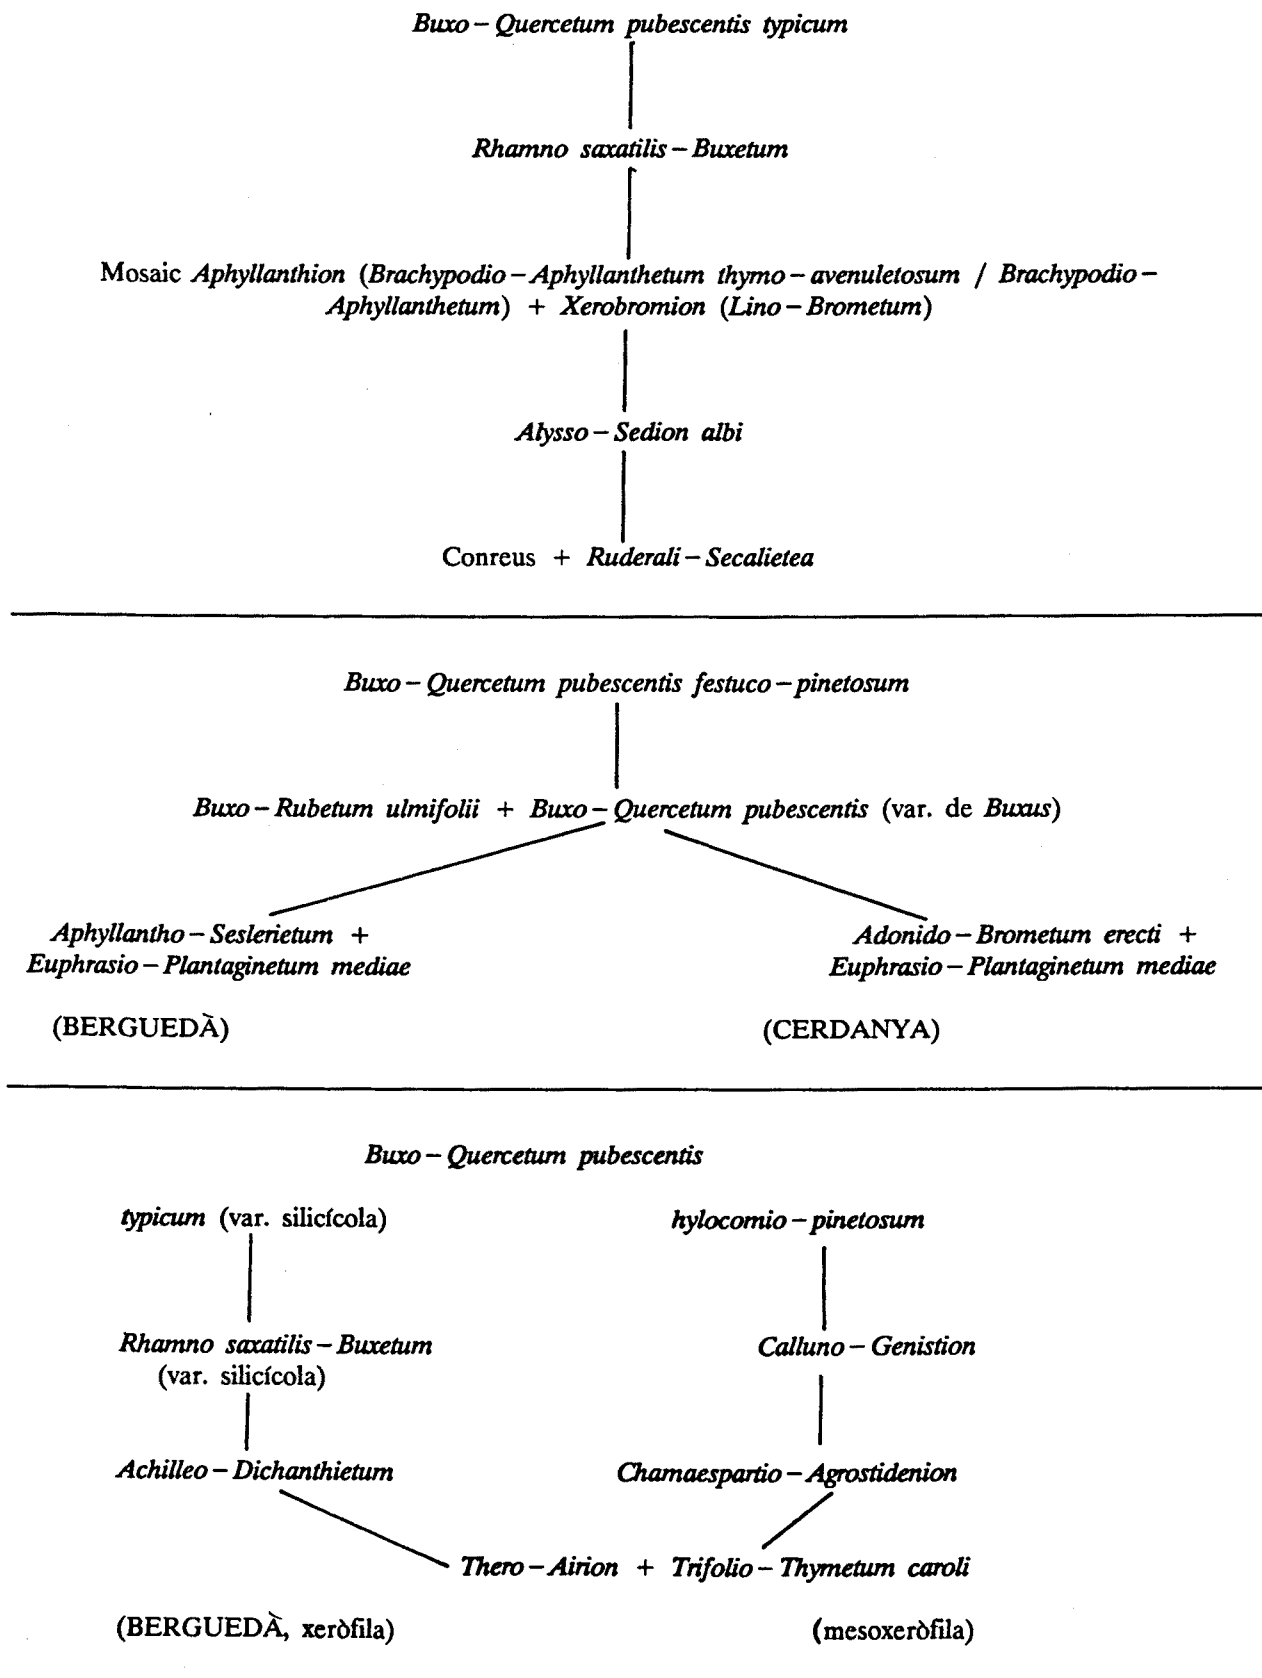 Buxo – Quercetum pubescentis typicum
Rhamno saxatilis – Buxetum
Mosaic Aphyllanthion (Brachypodio – Aphyllanthetum thymo – avenuletosum / Brachypodio –
Aphyllanthetum) + Xerobromion (Lino – Brometum)
Alysso – Sedion albi
Conreus + Ruderali – Secalietea
Buxo – Quercetum pubescentis festuco – pinetosum
Buxo – Rubetum ulmifolii + Buxo – Quercetum pubescentis (var. de Buxus)
Aphyllantho – Seslerietum +
Euphrasio – Plantaginetum mediae
(BERGUEDÀ)
Adonido – Brometum erecti +
Euphrasio – Plantaginetum mediae
(CERDANYA)
Buxo – Quercetum pubescentis
typicum (var. silicícola)
hylocomio – pinetosum
Rhamno saxatilis – Buxetum
(var. silicícola)
Calluno – Genistion
Achilleo – Dichanthietum
Chamaespartio – Agrostidenion
Thero – Airion + Trifolio – Thymetum caroli
(BERGUEDÀ, xeròfila)
(mesoxeròfila)